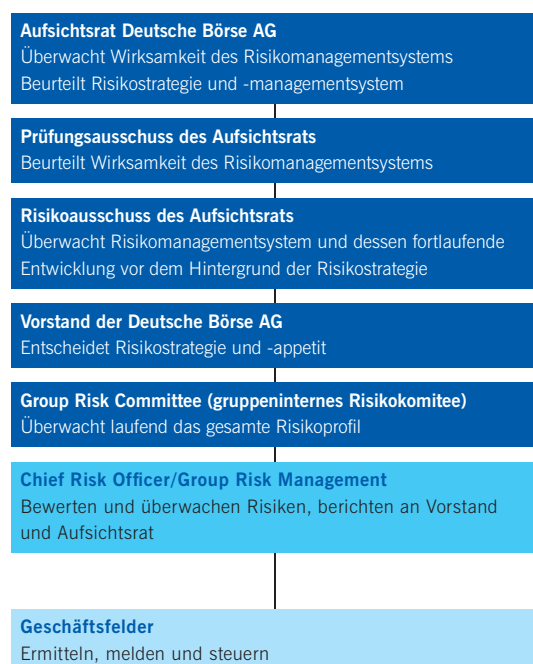 Aufsichtsrat Deutsche Börse AG
Überwacht Wirksamkeit des Risikomanagementsystems
Beurteilt Risikostrategie und -managementsystem
Prüfungsausschuss des Aufsichtsrats
Beurteilt Wirksamkeit des Risikomanagementsystems
Risikoausschuss des Aufsichtsrats
Überwacht Risikomanagementsystem und dessen fortlaufende
Entwicklung vor dem Hintergrund der Risikostrategie
Vorstand der Deutsche Börse AG
Entscheidet Risikostrategie und -appetit
Group Risk Committee (gruppeninternes Risikokomitee)
Überwacht laufend das gesamte Risikoprofil
Chief Risk Officer/Group Risk Management
Bewerten und überwachen Risiken, berichten an Vorstand
und Aufsichtsrat
Geschäftsfelder
Ermitteln, melden und steuern